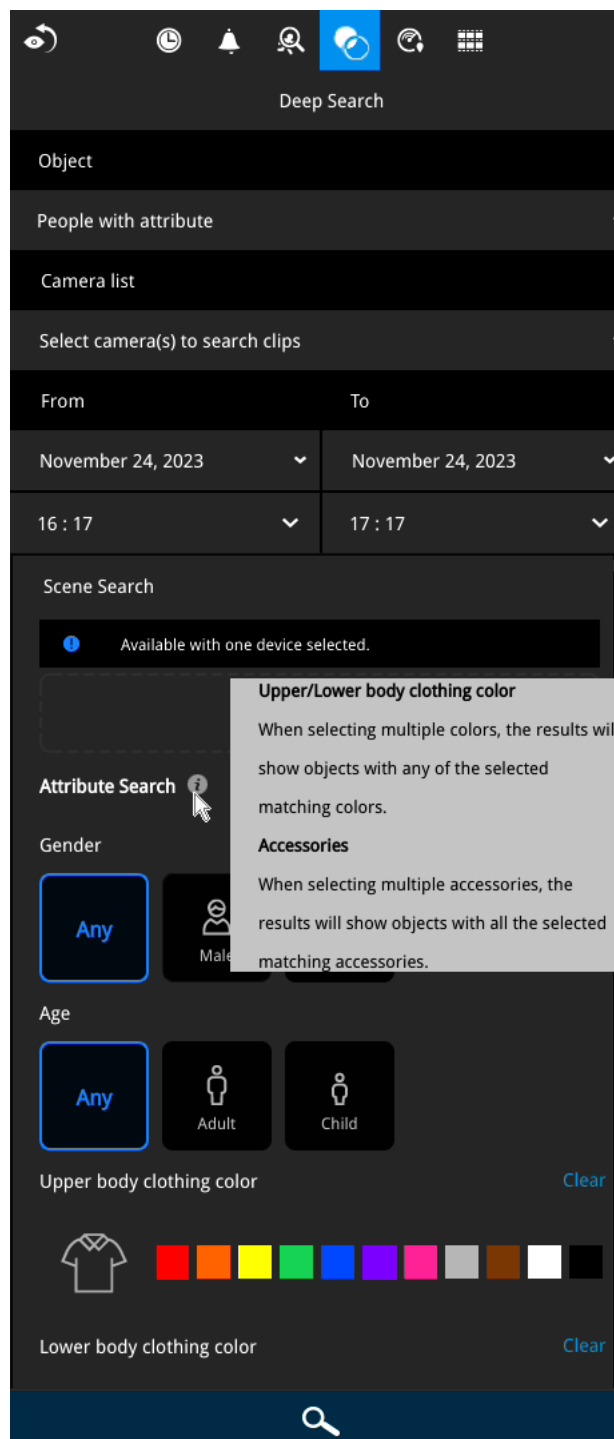 Deep Search
Object
People with attribute
Camera list
Select camera(s) to search clips
From To
November 24, 2023 November 24, 2023
16 : 17 17 : 17
Scene Search
Available with one device selected.
Upper/Lower body clothing color
When selecting multiple colors, the results wil
show objects with any of the selected
matching colors.
Attribute Search
Accessories
When selecting multiple accessories, the
results will show objects with all the selected
matching accessories.
Gender
Any Male
Age
Any Adult Child
Upper body clothing color Clear
Lower body clothing color Clear